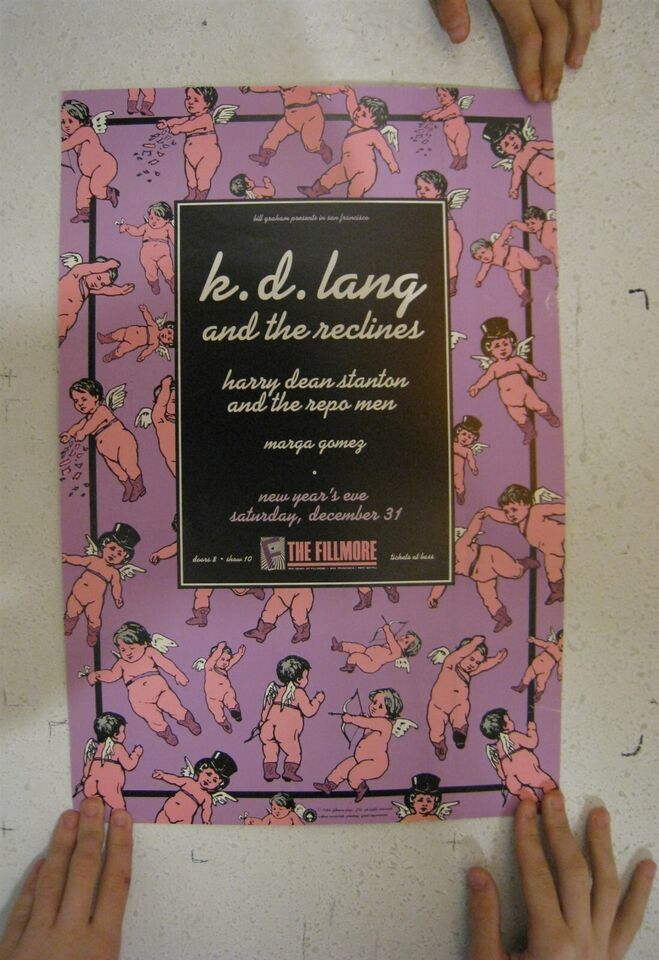 bill graham presents in san francisco
k.d. lang
and the reclines
harry dean stanton
and the repo men
marga gomez
new year's eve
saturday, december 31
doors 8 • show 10
THE FILLMORE
tickets at bass